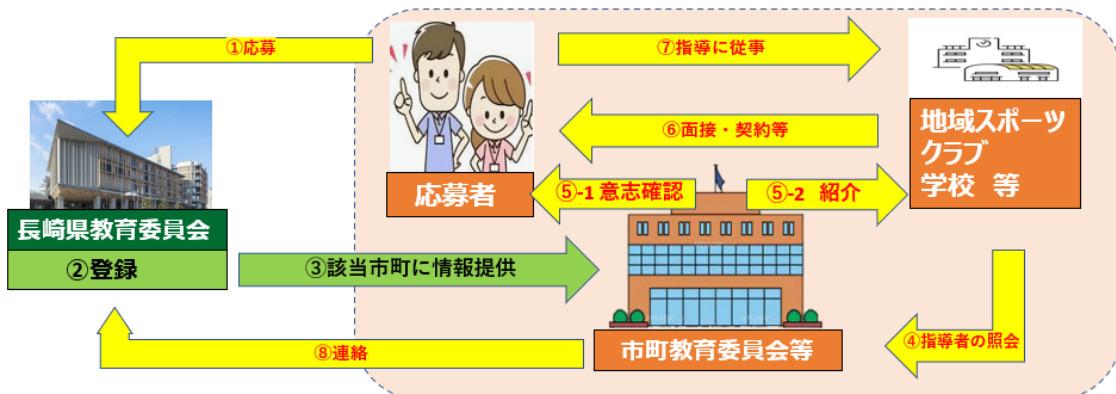 ①応募
⑦指導に従事
⑥面接・契約等
地域スポーツ
クラブ
学校 等
応募者
⑤-1 意志確認
⑤-2 紹介
長崎県教育委員会
②登録
③該当市町に情報提供
市町教育委員会等
④指導者の照会
⑧連絡